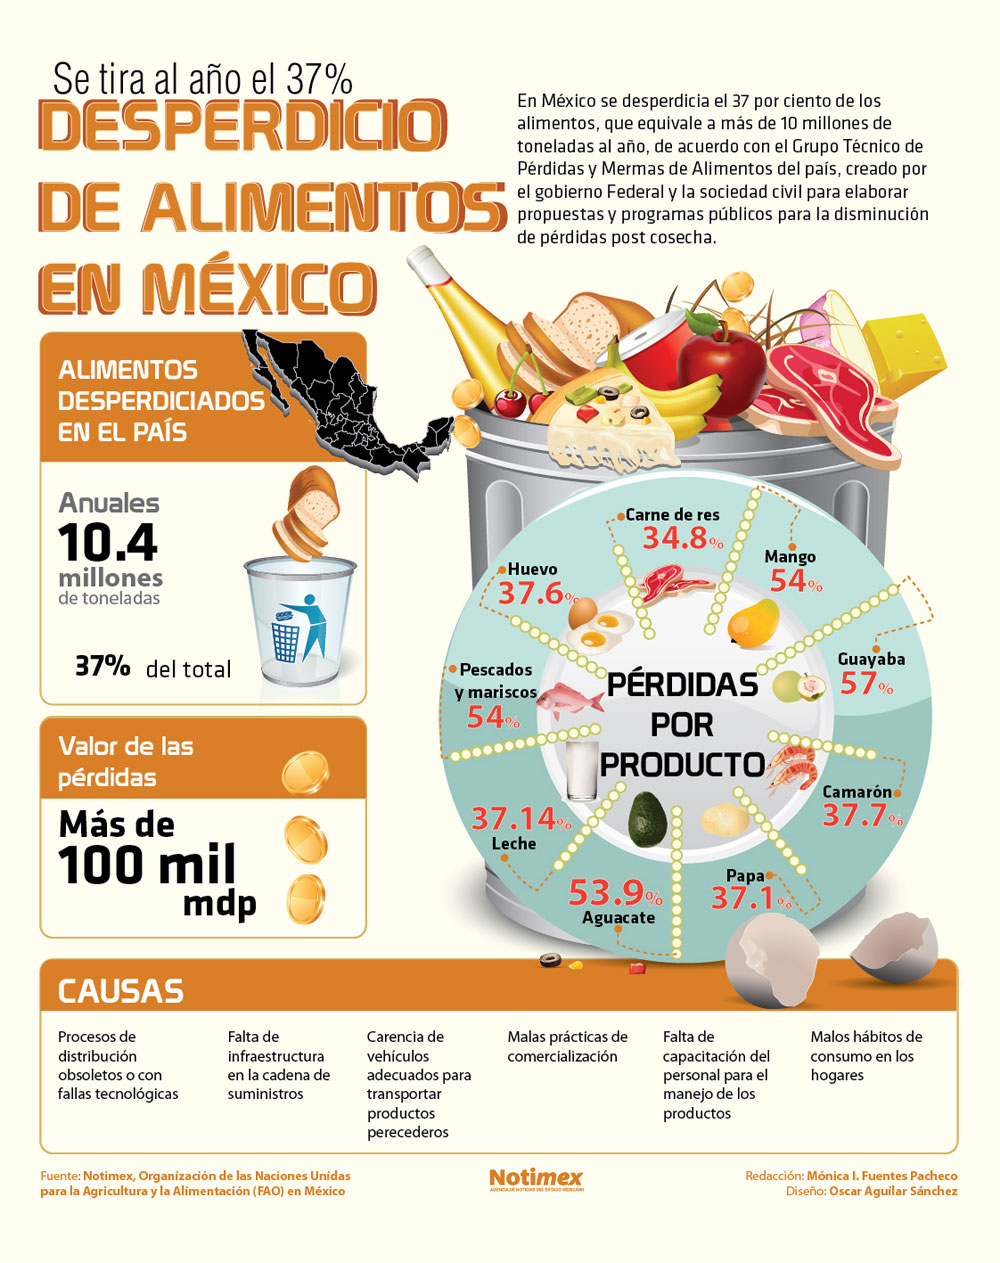 Se tira al año el 37%
DESPERDICIO
DE ALIMENTOS
EN MÉXICO
En México se desperdicia el 37 por ciento de los
alimentos, que equivale a más de 10 millones de
toneladas al año, de acuerdo con el Grupo Técnico de
Pérdidas y Mermas de Alimentos del país, creado por
el gobierno Federal y la sociedad civil para elaborar
propuestas y programas públicos para la disminución
de pérdidas post cosecha.
ALIMENTOS
DESPERDICIADOS
EN EL PAÍS
Anuales
10.4
millones
de toneladas
37% del total
Valor de las
pérdidas
Más de
100 mil
mdp
PÉRDIDAS
POR
PRODUCTO
Carne de res
34.8%
Mango
54%
Guayaba
57%
Camarón
37.7%
Papa
37.1%
53.9%
Aguacate
37.14%
Leche
Pescados
y mariscos
54%
Huevo
37.6%
CAUSAS
Procesos de
distribución
obsoletos o con
fallas tecnológicas
Falta de
infraestructura
en la cadena de
suministros
Carencia de
vehículos
adecuados para
transportar
productos
perecederos
Malas prácticas de
comercialización
Falta de
capacitación del
personal para el
manejo de los
productos
Malos hábitos de
consumo en los
hogares
Fuente: Notimex, Organización de las Naciones Unidas
para la Agricultura y la Alimentación (FAO) en México
Notimex
AGENCIA DE NOTICIAS DEL ESTADO MEXICANO
Redacción: Mónica I. Fuentes Pacheco
Diseño: Oscar Aguilar Sánchez